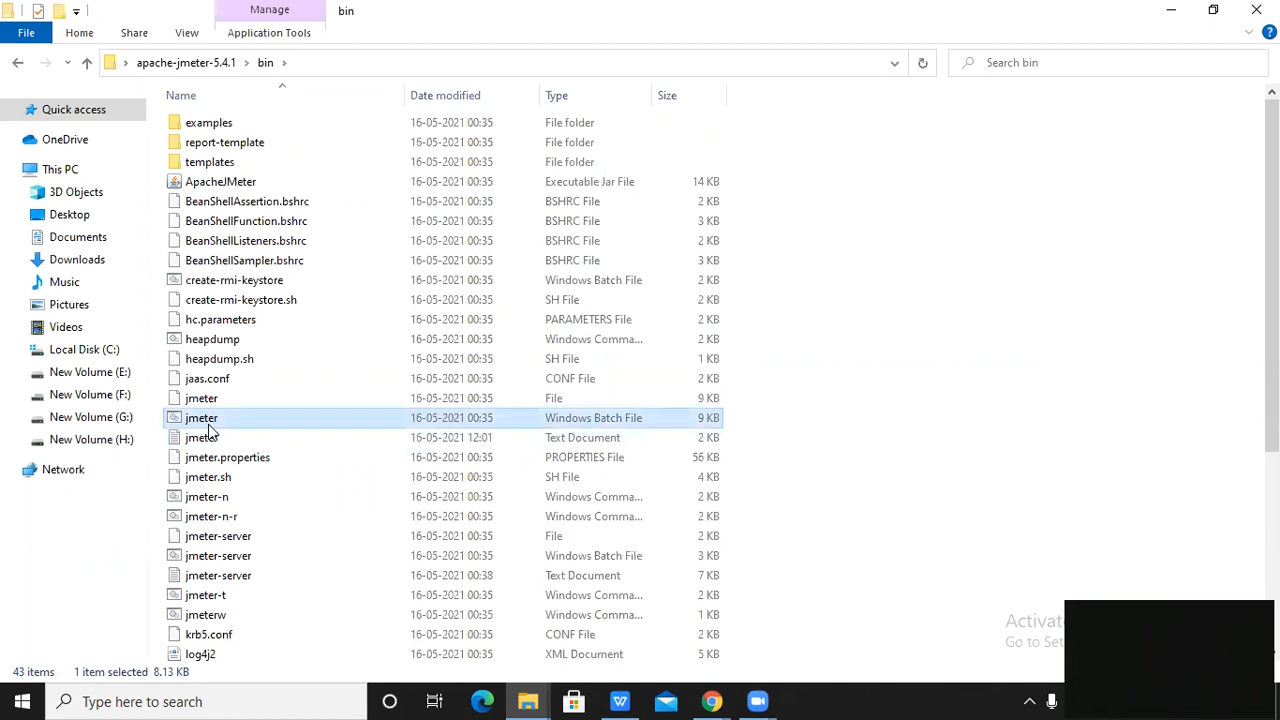 Manage
bin
File
Home
Share
View
Application Tools
apache-jmeter-5.4.1
bin
Search bin
Name
Date modified
Type
Size
Quick access
OneDrive
This PC
3D Objects
Desktop
Documents
Downloads
Music
Pictures
Videos
Local Disk (C:)
New Volume (E:)
New Volume (F:)
New Volume (G:)
New Volume (H:)
Network
examples 16-05-2021 00:35 File folder
report-template 16-05-2021 00:35 File folder
templates 16-05-2021 00:35 File folder
ApacheJMeter 16-05-2021 00:35 Executable Jar File 14 KB
BeanShellAssertion.bshrc 16-05-2021 00:35 BSHRC File 2 KB
BeanShellFunction.bshrc 16-05-2021 00:35 BSHRC File 3 KB
BeanShellListeners.bshrc 16-05-2021 00:35 BSHRC File 2 KB
BeanShellSampler.bshrc 16-05-2021 00:35 BSHRC File 3 KB
create-rmi-keystore 16-05-2021 00:35 Windows Batch File 2 KB
create-rmi-keystore.sh 16-05-2021 00:35 SH File 2 KB
hc.parameters 16-05-2021 00:35 PARAMETERS File 2 KB
heapdump 16-05-2021 00:35 Windows Comma... 2 KB
heapdump.sh 16-05-2021 00:35 SH File 1 KB
jaas.conf 16-05-2021 00:35 CONF File 2 KB
jmeter 16-05-2021 00:35 File 9 KB
jmeter 16-05-2021 00:35 Windows Batch File 9 KB
jmeter 16-05-2021 12:01 Text Document 2 KB
jmeter.properties 16-05-2021 00:35 PROPERTIES File 56 KB
jmeter.sh 16-05-2021 00:35 SH File 4 KB
jmeter-n 16-05-2021 00:35 Windows Comma... 2 KB
jmeter-n-r 16-05-2021 00:35 Windows Comma... 2 KB
jmeter-server 16-05-2021 00:35 File 2 KB
jmeter-server 16-05-2021 00:35 Windows Batch File 3 KB
jmeter-server 16-05-2021 00:38 Text Document 7 KB
jmeter-t 16-05-2021 00:35 Windows Comma... 2 KB
jmeterw 16-05-2021 00:35 Windows Comma... 1 KB
krb5.conf 16-05-2021 00:35 CONF File 2 KB
log4j2 16-05-2021 00:35 XML Document 5 KB
Activat
Go to Set
43 items 1 item selected 8.13 KB
Type here to search